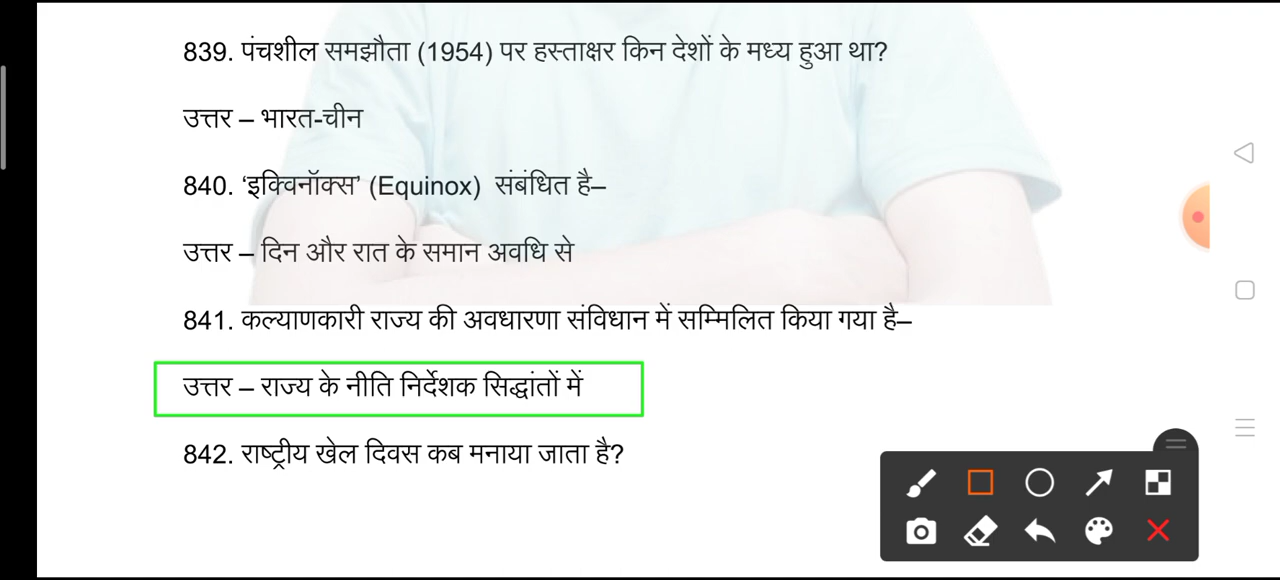 839. पंचशील समझौता (1954) पर हस्ताक्षर किन देशों के मध्य हुआ था?
उत्तर – भारत-चीन
840. ‘इक्विनॉक्स’ (Equinox) संबंधित है–
उत्तर – दिन और रात के समान अवधि से
841. कल्याणकारी राज्य की अवधारणा संविधान में सम्मिलित किया गया है–
उत्तर – राज्य के नीति निर्देशक सिद्धांतों में
842. राष्ट्रीय खेल दिवस कब मनाया जाता है?